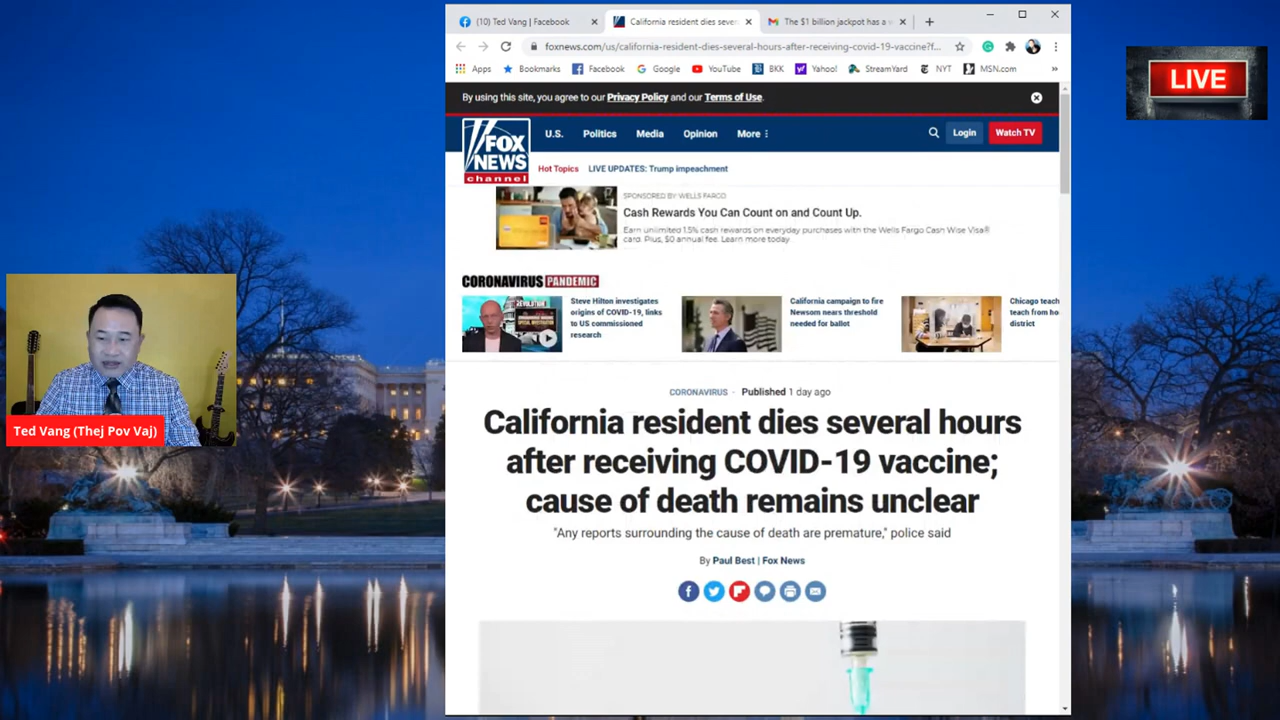 (10) Ted Vang | Facebook
California resident dies sever
The $1 billion jackpot has a w
foxnews.com/us/california-resident-dies-several-hours-after-receiving-covid-19-vaccine?f...
Apps
Bookmarks
Facebook
Google
YouTube
BKK
Yahoo!
StreamYard
NYT
MSN.com
LIVE
By using this site, you agree to our Privacy Policy and our Terms of Use.
FOX
NEWS
channel
U.S.
Politics
Media
Opinion
More
Login
Watch TV
Hot Topics
LIVE UPDATES: Trump impeachment
SPONSORED BY WELLS FARGO
Cash Rewards You Can Count on and Count Up.
Earn unlimited 1.5% cash rewards on everyday purchases with the Wells Fargo Cash Wise Visa®
card. Plus, $0 annual fee. Learn more today
CORONAVIRUS PANDEMIC
Steve Hilton investigates
origins of COVID-19, links
to US commissioned
research
California campaign to fire
Newsom nears threshold
needed for ballot
Chicago teach
teach from ho
district
CORONAVIRUS · Published 1 day ago
California resident dies several hours
after receiving COVID-19 vaccine;
cause of death remains unclear
"Any reports surrounding the cause of death are premature," police said
By Paul Best | Fox News
Ted Vang (Thej Pov Vaj)